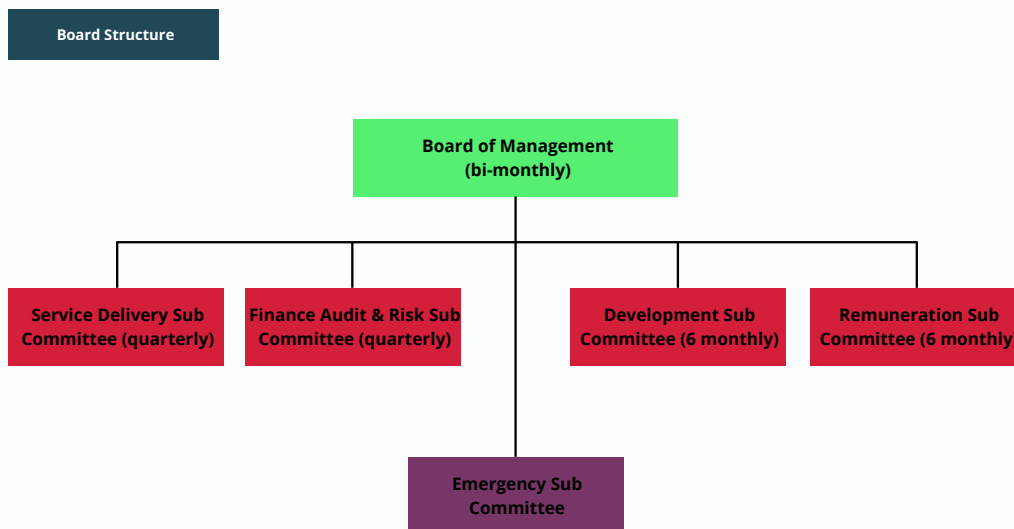 Board Structure
Board of Management
(bi-monthly)
Service Delivery Sub
Committee (quarterly)
Finance Audit & Risk Sub
Committee (quarterly)
Development Sub
Committee (6 monthly)
Remuneration Sub
Committee (6 monthly
Emergency Sub
Committee